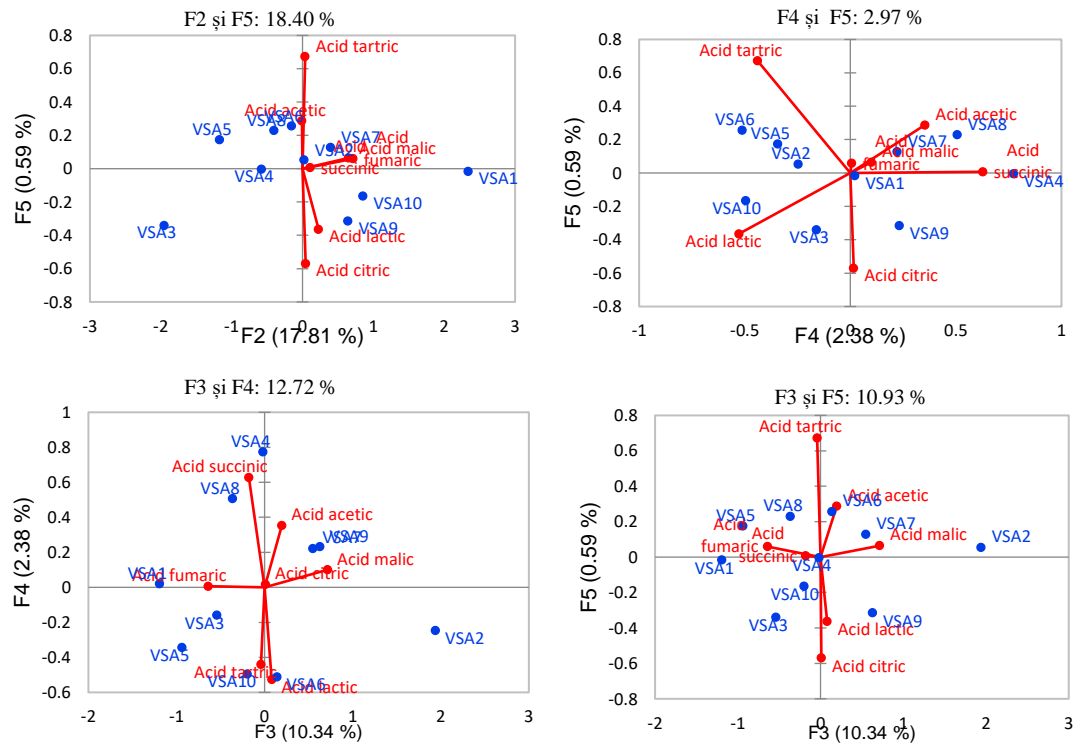 F2 și F5: 18.40 %
0.8
0.6
0.4
0.2
0
-0.2
-0.4
-0.6
-0.8
F5 (0.59 %)
Acid tartric
Acid acetic
VSA6
VSA5
VSA8
VSA7
Acid
Acid
Acid malic
VSA2
fumaric
succinic
VSA4
VSA1
VSA10
VSA3
VSA9
Acid lactic
Acid citric
-3
-2
-1
0
1
2
3
F2 (17.81 %)
F4 și  F5: 2.97 %
0.8
0.6
0.4
0.2
0
-0.2
-0.4
-0.6
-0.8
F5 (0.59 %)
Acid tartric
Acid acetic
VSA6
VSA8
VSA5
Acid
VSA7
VSA2
Acid malic
Acid
fumaric
succinic
VSA1
VSA4
VSA10
Acid lactic
VSA3
VSA9
Acid citric
-1
-0.5
0
0.5
1
F4 (2.38 %)
F3 și F4: 12.72 %
1
0.8
0.6
0.4
0.2
0
-0.2
-0.4
-0.6
F4 (2.38 %)
VSA4
Acid succinic
VSA8
Acid acetic
VSA7
VSA9
Acid malic
VSA1
Acid fumaric
Acid citric
VSA3
VSA2
VSA5
Acid tartric
VSA10
VSA6
Acid lactic
-2
-1
0
1
2
3
F3 (10.34 %)
F3 și F5: 10.93 %
0.8
0.6
0.4
0.2
0
-0.2
-0.4
-0.6
-0.8
F5 (0.59 %)
Acid tartric
Acid acetic
VSA8
VSA6
VSA5
VSA7
Acid
Acid
Acid malic
VSA2
fumaric
succinic
VSA1
VSA4
VSA10
VSA3
VSA9
Acid lactic
Acid citric
-2
-1
0
1
2
3
F3 (10.34 %)